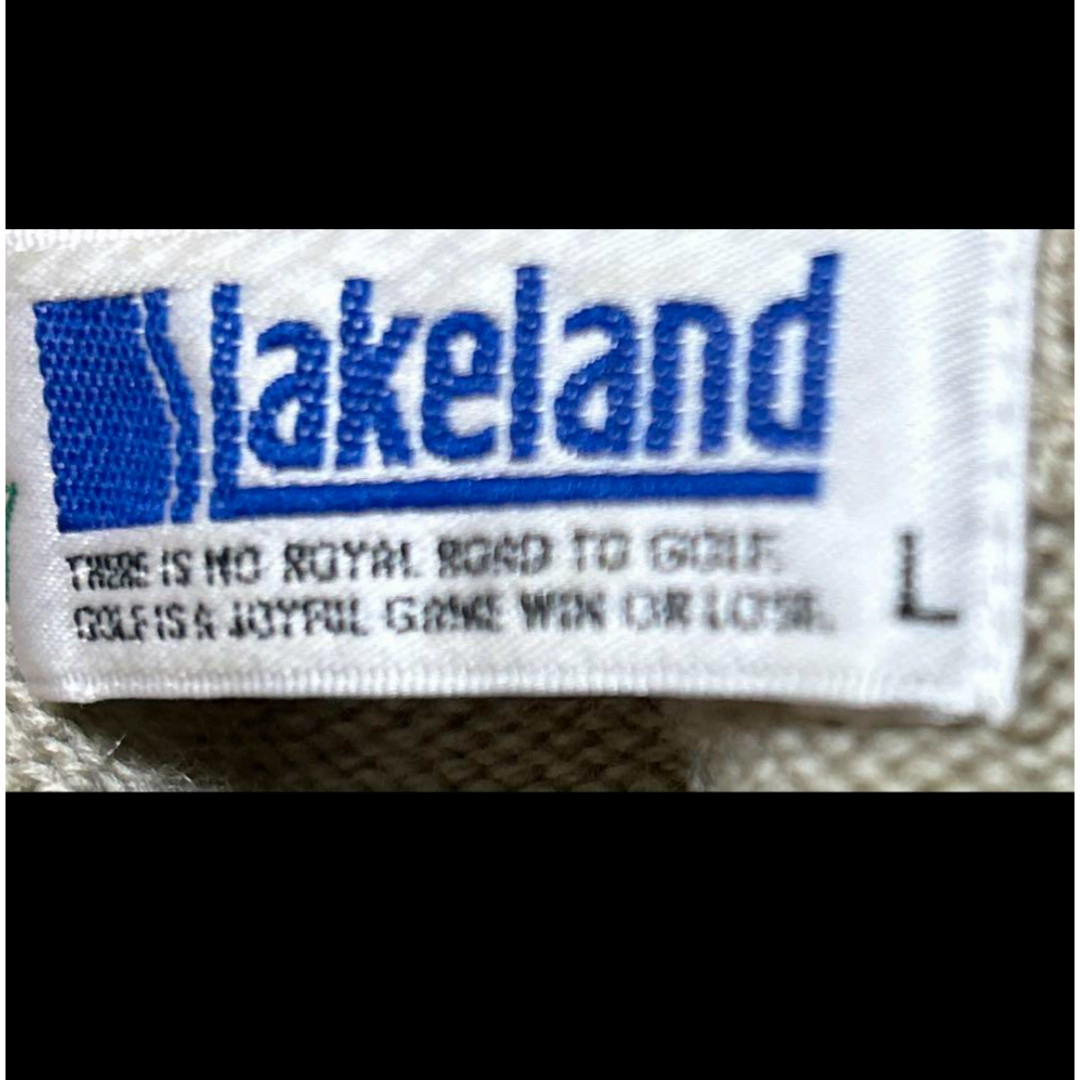 lakeland
THERE IS NO ROYAL ROAD TO GOLF.
GOLF IS A JOYFUL GAME WIN OR LOSE.
L